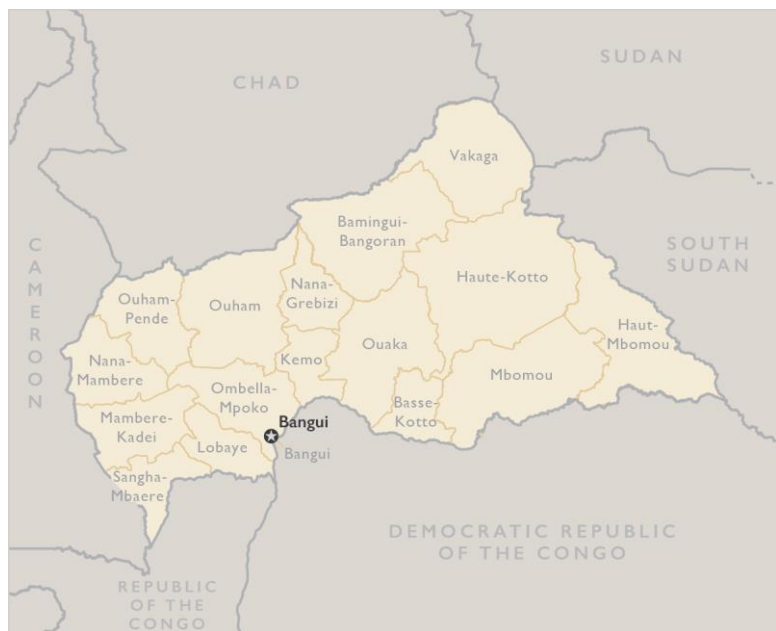 SUDAN
CHAD
Vakaga
Bamingui-
Bangoran
CAMEROON
SOUTH
SUDAN
Haute-Kotto
Nana-
Grebizi
Ouham-
Pende
Ouham
Haut-
Mbomou
Ouaka
Kemo
Nana-
Mambere
Mbomou
Ombella-
Mpoko
Basse-
Kotto
Mambere-
Kadei
Bangui
Lobaye
Bangui
Sangha-
Mbaere
DEMOCRATIC REPUBLIC
OF THE CONGO
REPUBLIC
OF THE
CONGO